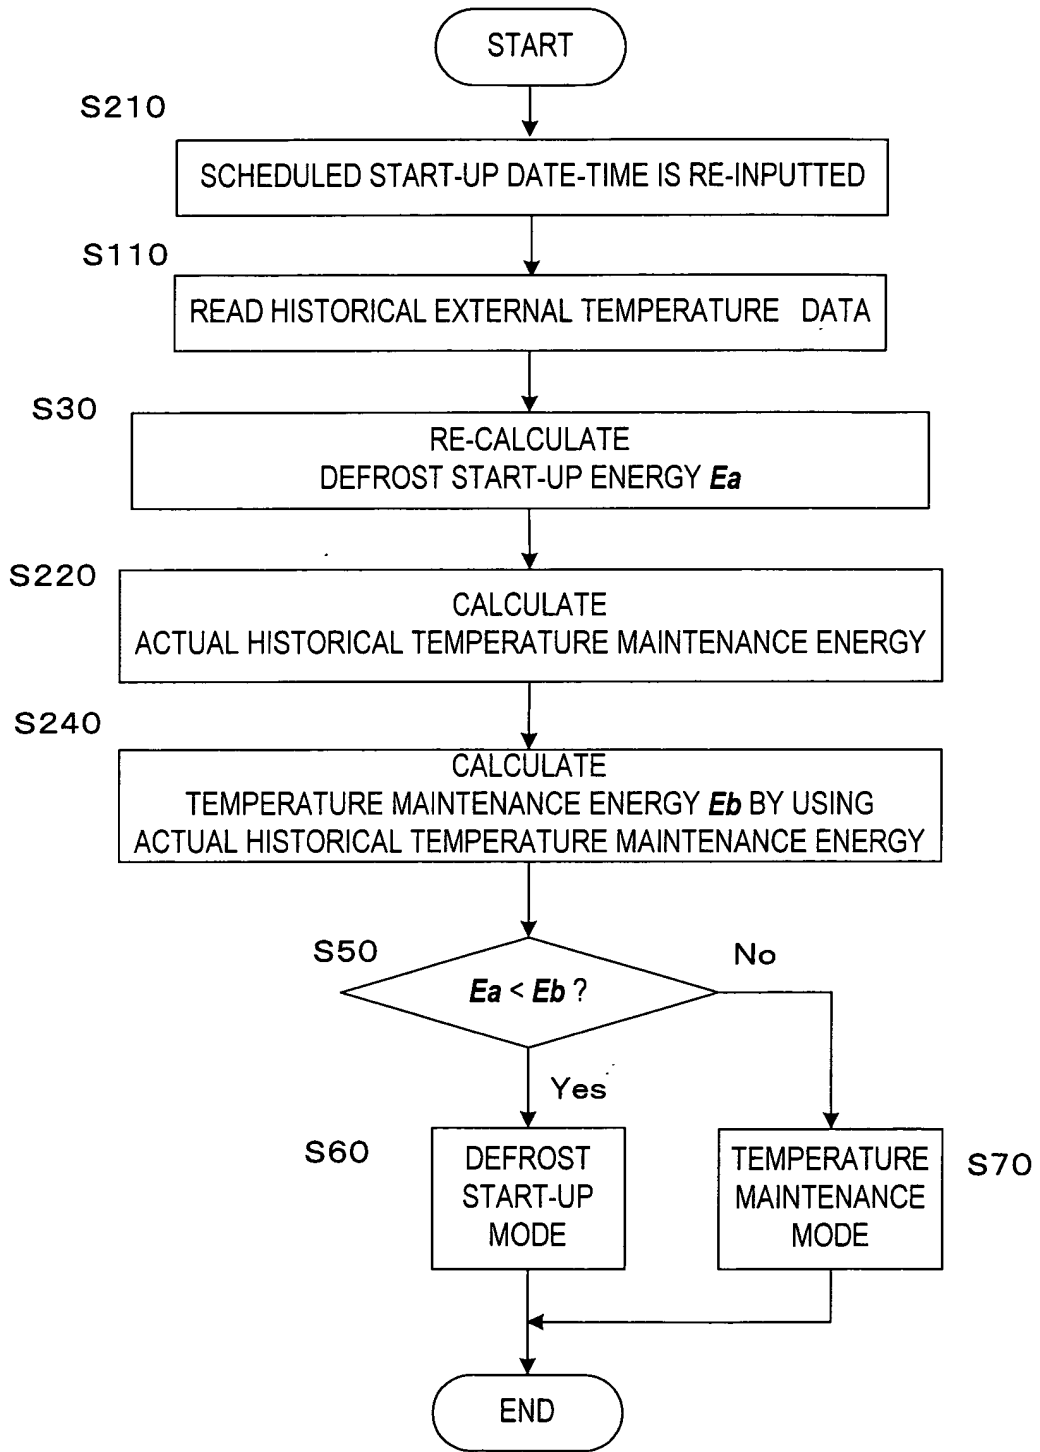 START
S210
SCHEDULED START-UP DATE-TIME IS RE-INPUTTED
S110
READ HISTORICAL EXTERNAL TEMPERATURE DATA
S30
RE-CALCULATE
DEFROST START-UP ENERGY Ea
S220
CALCULATE
ACTUAL HISTORICAL TEMPERATURE MAINTENANCE ENERGY
S240
CALCULATE
TEMPERATURE MAINTENANCE ENERGY Eb BY USING
ACTUAL HISTORICAL TEMPERATURE MAINTENANCE ENERGY
S50
Ea < Eb ?
No
Yes
S60
DEFROST
START-UP
MODE
TEMPERATURE
MAINTENANCE
MODE
S70
END